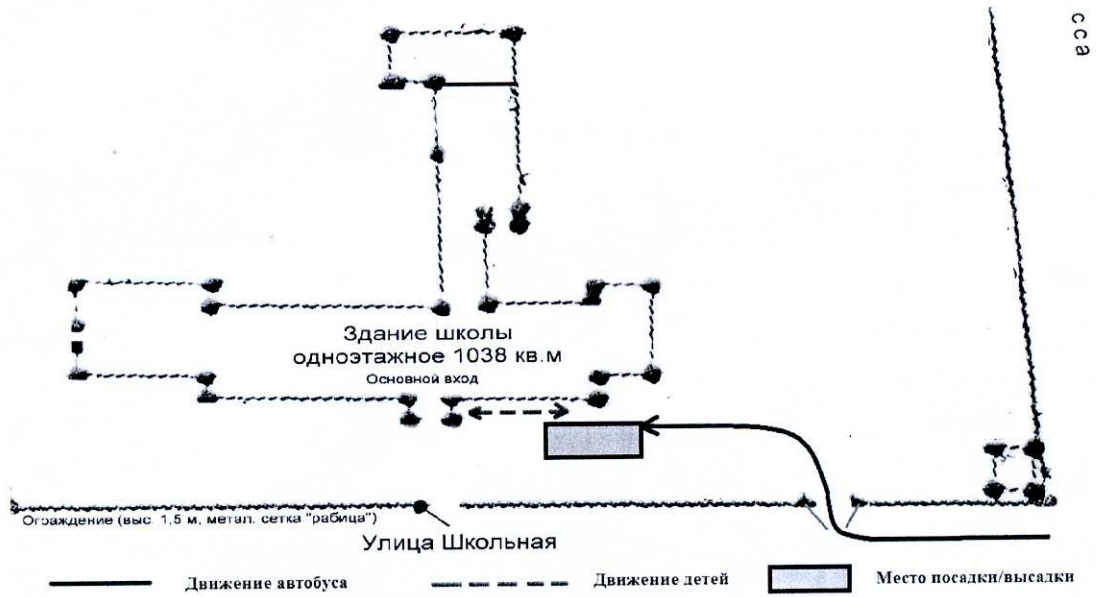 сса
Здание школы
одноэтажное 1038 кв.м
Основной вход
Ограждение (выс. 1,5 м, метал. сетка "рабица")
Улица Школьная
Движение автобуса
Движение детей
Место посадки/высадки